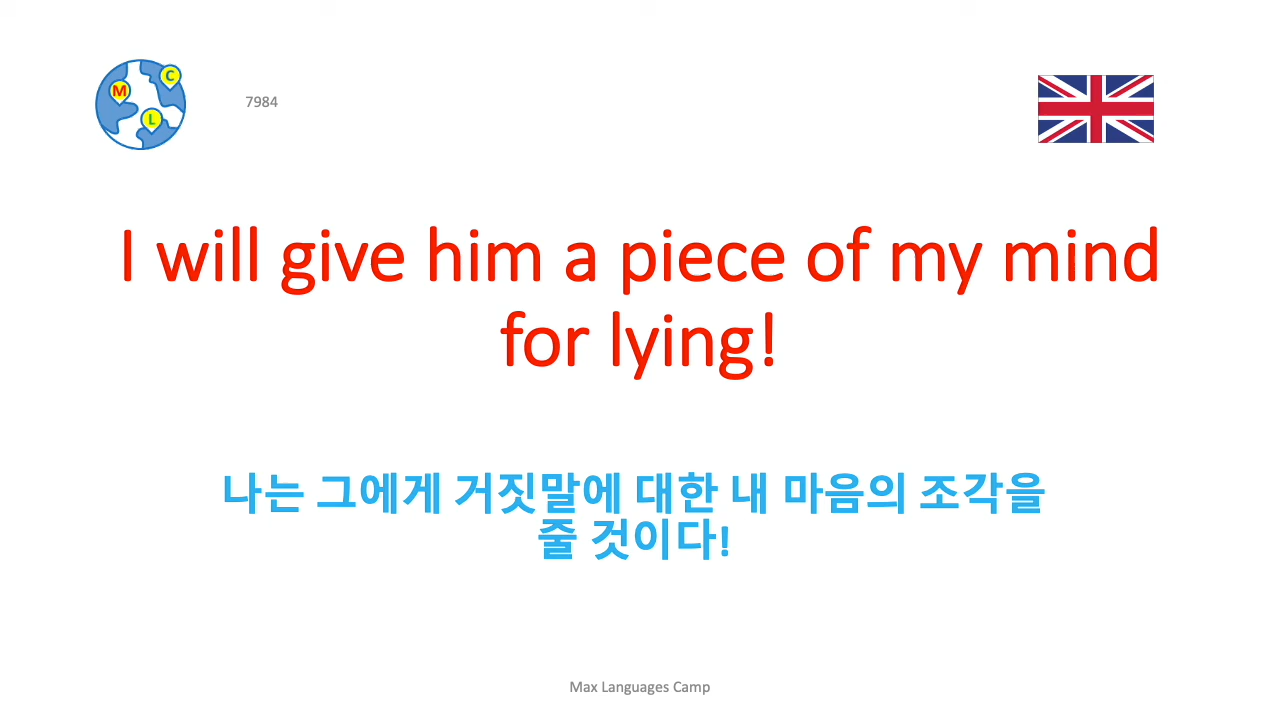 C
M
L
7984
I will give him a piece of my mind
for lying!
나는 그에게 거짓말에 대한 내 마음의 조각을
줄 것이다!
Max Languages Camp